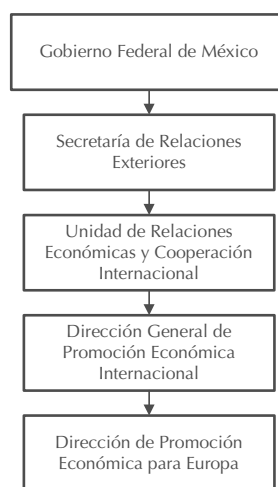 Gobierno Federal de México
Secretaría de Relaciones
Exteriores
Unidad de Relaciones
Económicas y Cooperación
Internacional
Dirección General de
Promoción Económica
Internacional
Dirección de Promoción
Económica para Europa